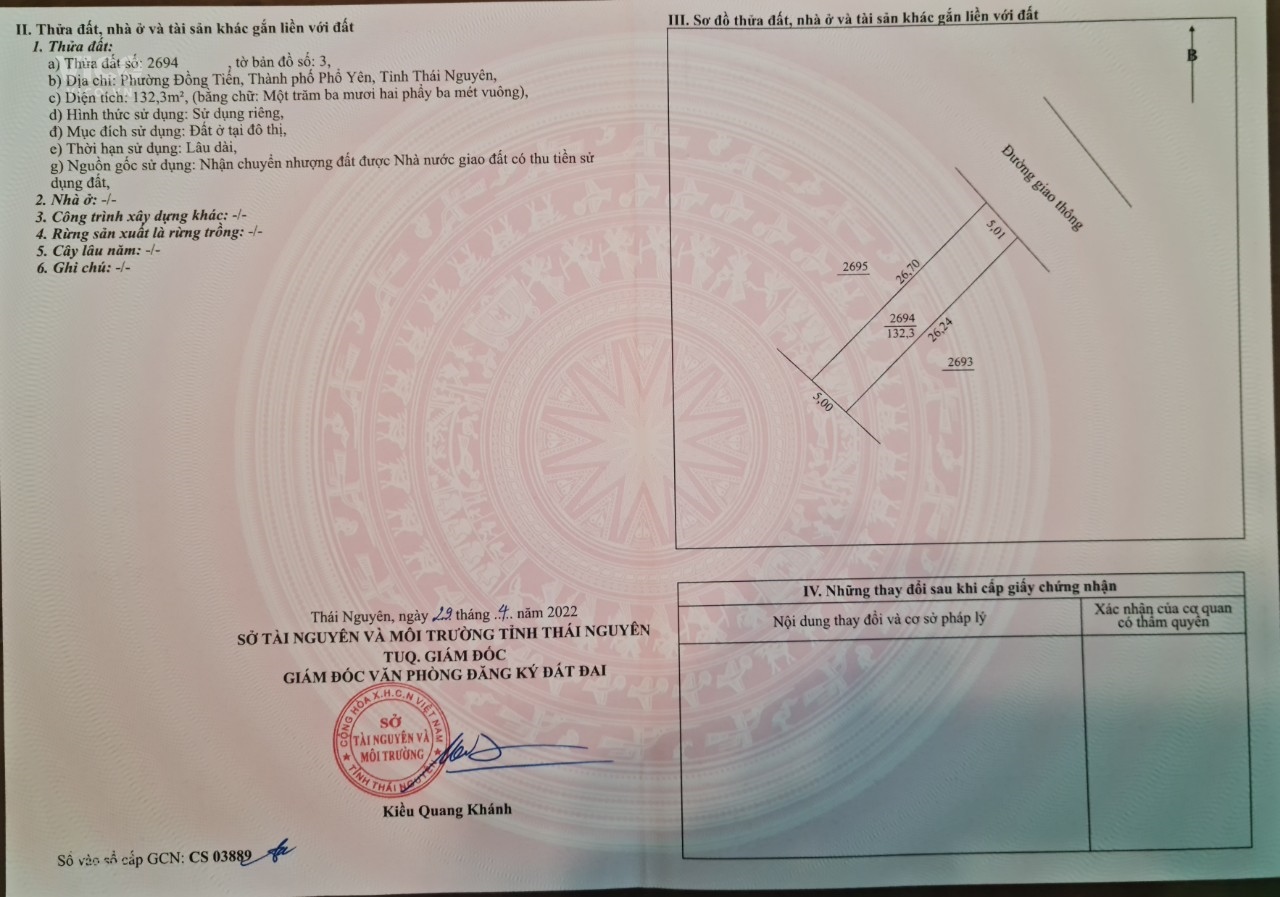 II. Thửa đất, nhà ở và tài sản khác gắn liền với đất
1. Thửa đất:
a) Thửa đất số: 2694 , tờ bản đồ số: 3,
b) Địa chỉ: Phường Đồng Tiến, Thành phố Phổ Yên, Tỉnh Thái Nguyên,
c) Diện tích: 132,3m², (bằng chữ: Một trăm ba mươi hai phẩy ba mét vuông),
d) Hình thức sử dụng: Sử dụng riêng,
đ) Mục đích sử dụng: Đất ở tại đô thị,
e) Thời hạn sử dụng: Lâu dài,
g) Nguồn gốc sử dụng: Nhận chuyển nhượng đất được Nhà nước giao đất có thu tiền sử
dụng đất,
2. Nhà ở: -/-
3. Công trình xây dựng khác: -/-
4. Rừng sản xuất là rừng trồng: -/-
5. Cây lâu năm: -/-
6. Ghi chú: -/-
Thái Nguyên, ngày 29 tháng ..4.. năm 2022
SỞ TÀI NGUYÊN VÀ MÔI TRƯỜNG TỈNH THÁI NGUYÊN
TUQ. GIÁM ĐỐC
GIÁM ĐỐC VĂN PHÒNG ĐĂNG KÝ ĐẤT ĐAI
CỘNG HÒA X.H.C.N VIỆT NAM
SỞ
TÀI NGUYÊN VÀ
MÔI TRƯỜNG
TỈNH THÁI NGUYÊN
Kiều Quang Khánh
Số vào sổ cấp GCN: CS 03889
III. Sơ đồ thửa đất, nhà ở và tài sản khác gắn liền với đất
B
Đường giao thông
5,01
2695
26,70
2694
132,3
26,24
2693
5,00
IV. Những thay đổi sau khi cấp giấy chứng nhận
Nội dung thay đổi và cơ sở pháp lý
Xác nhận của cơ quan
có thẩm quyền